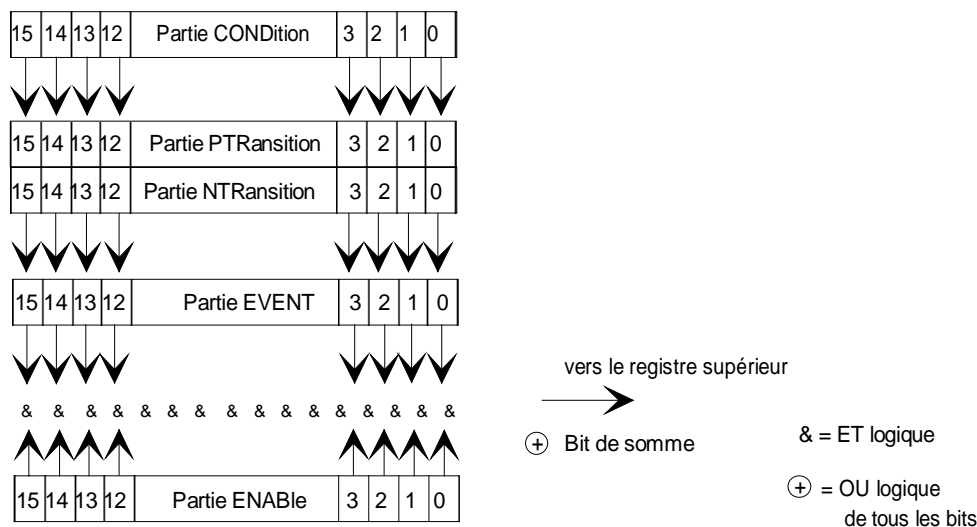 15 14 13 12 Partie CONDition 3 2 1 0
15 14 13 12 Partie PTRansition 3 2 1 0
15 14 13 12 Partie NTRansition 3 2 1 0
15 14 13 12 Partie EVENT 3 2 1 0
vers le registre supérieur
& & & & & & & & & & & & & & & &
+ Bit de somme
& = ET logique
15 14 13 12 Partie ENABle 3 2 1 0
+ = OU logique
de tous les bits